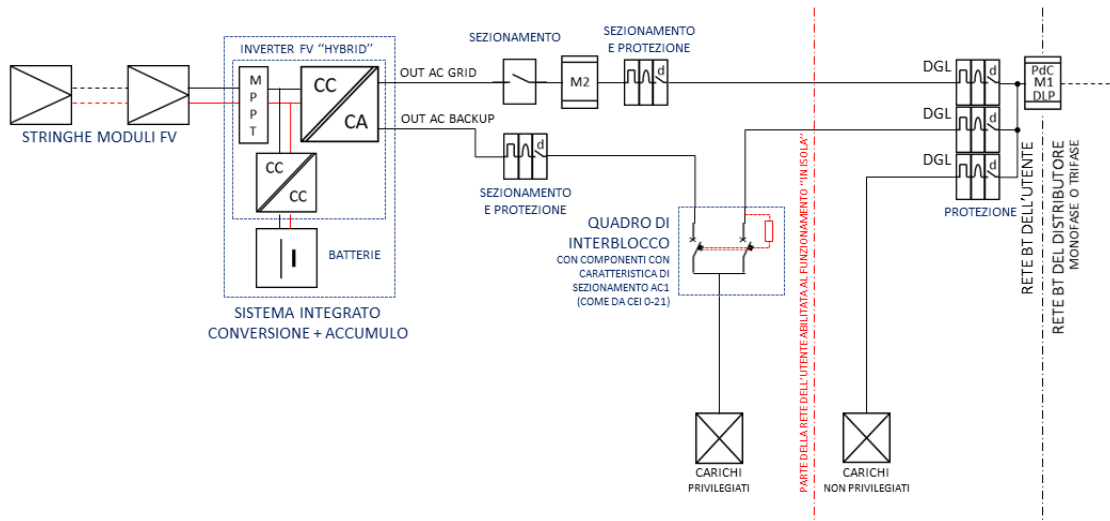 STRINGHE MODULI FV
INVERTER FV “HYBRID”
M
P
P
T
CC
CA
CC
CC
BATTERIE
SISTEMA INTEGRATO
CONVERSIONE + ACCUMULO
OUT AC GRID
OUT AC BACKUP
SEZIONAMENTO
M2
SEZIONAMENTO
E PROTEZIONE
d
d
SEZIONAMENTO
E PROTEZIONE
QUADRO DI
INTERBLOCCO
CON COMPONENTI CON
CARATTERISTICA DI
SEZIONAMENTO AC1
(COME DA CEI 0-21)
CARICHI
PRIVILEGIATI
PARTE DELLA RETE DELL'UTENTE ABILITATA AL FUNZIONAMENTO “IN ISOLA”
CARICHI
NON PRIVILEGIATI
DGL
d
DGL
d
DGL
d
PROTEZIONE
PdC
M1
DLP
RETE BT DELL'UTENTE
RETE BT DEL DISTRIBUTORE
MONOFASE O TRIFASE